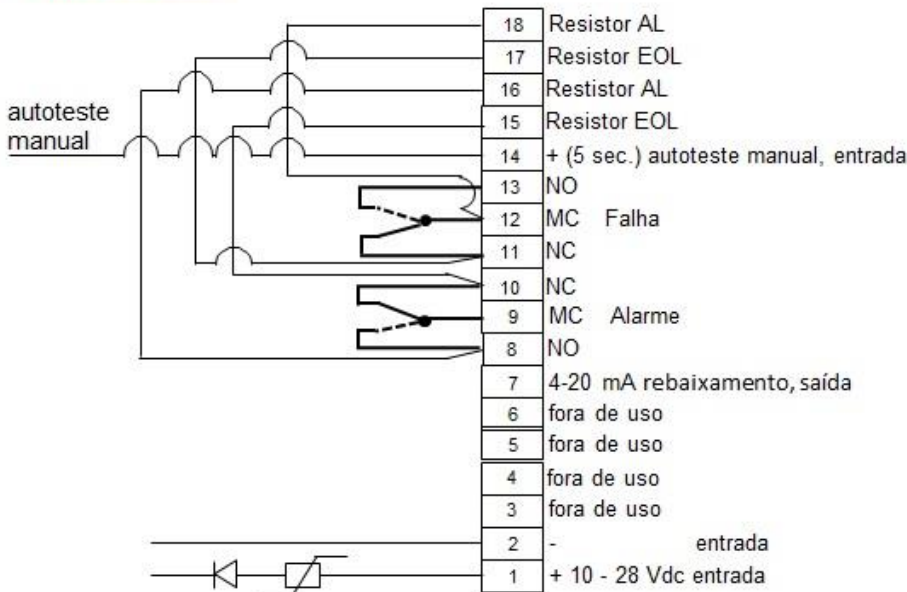 18 Resistor AL
17 Resistor EOL
16 Restistor AL
15 Resistor EOL
autoteste
manual
14 + (5 sec.) autoteste manual, entrada
13 NO
12 MC Falha
11 NC
10 NC
9 MC Alarme
8 NO
7 4-20 mA rebaixamento, saída
6 fora de uso
5 fora de uso
4 fora de uso
3 fora de uso
2 - entrada
1 + 10 - 28 Vdc entrada